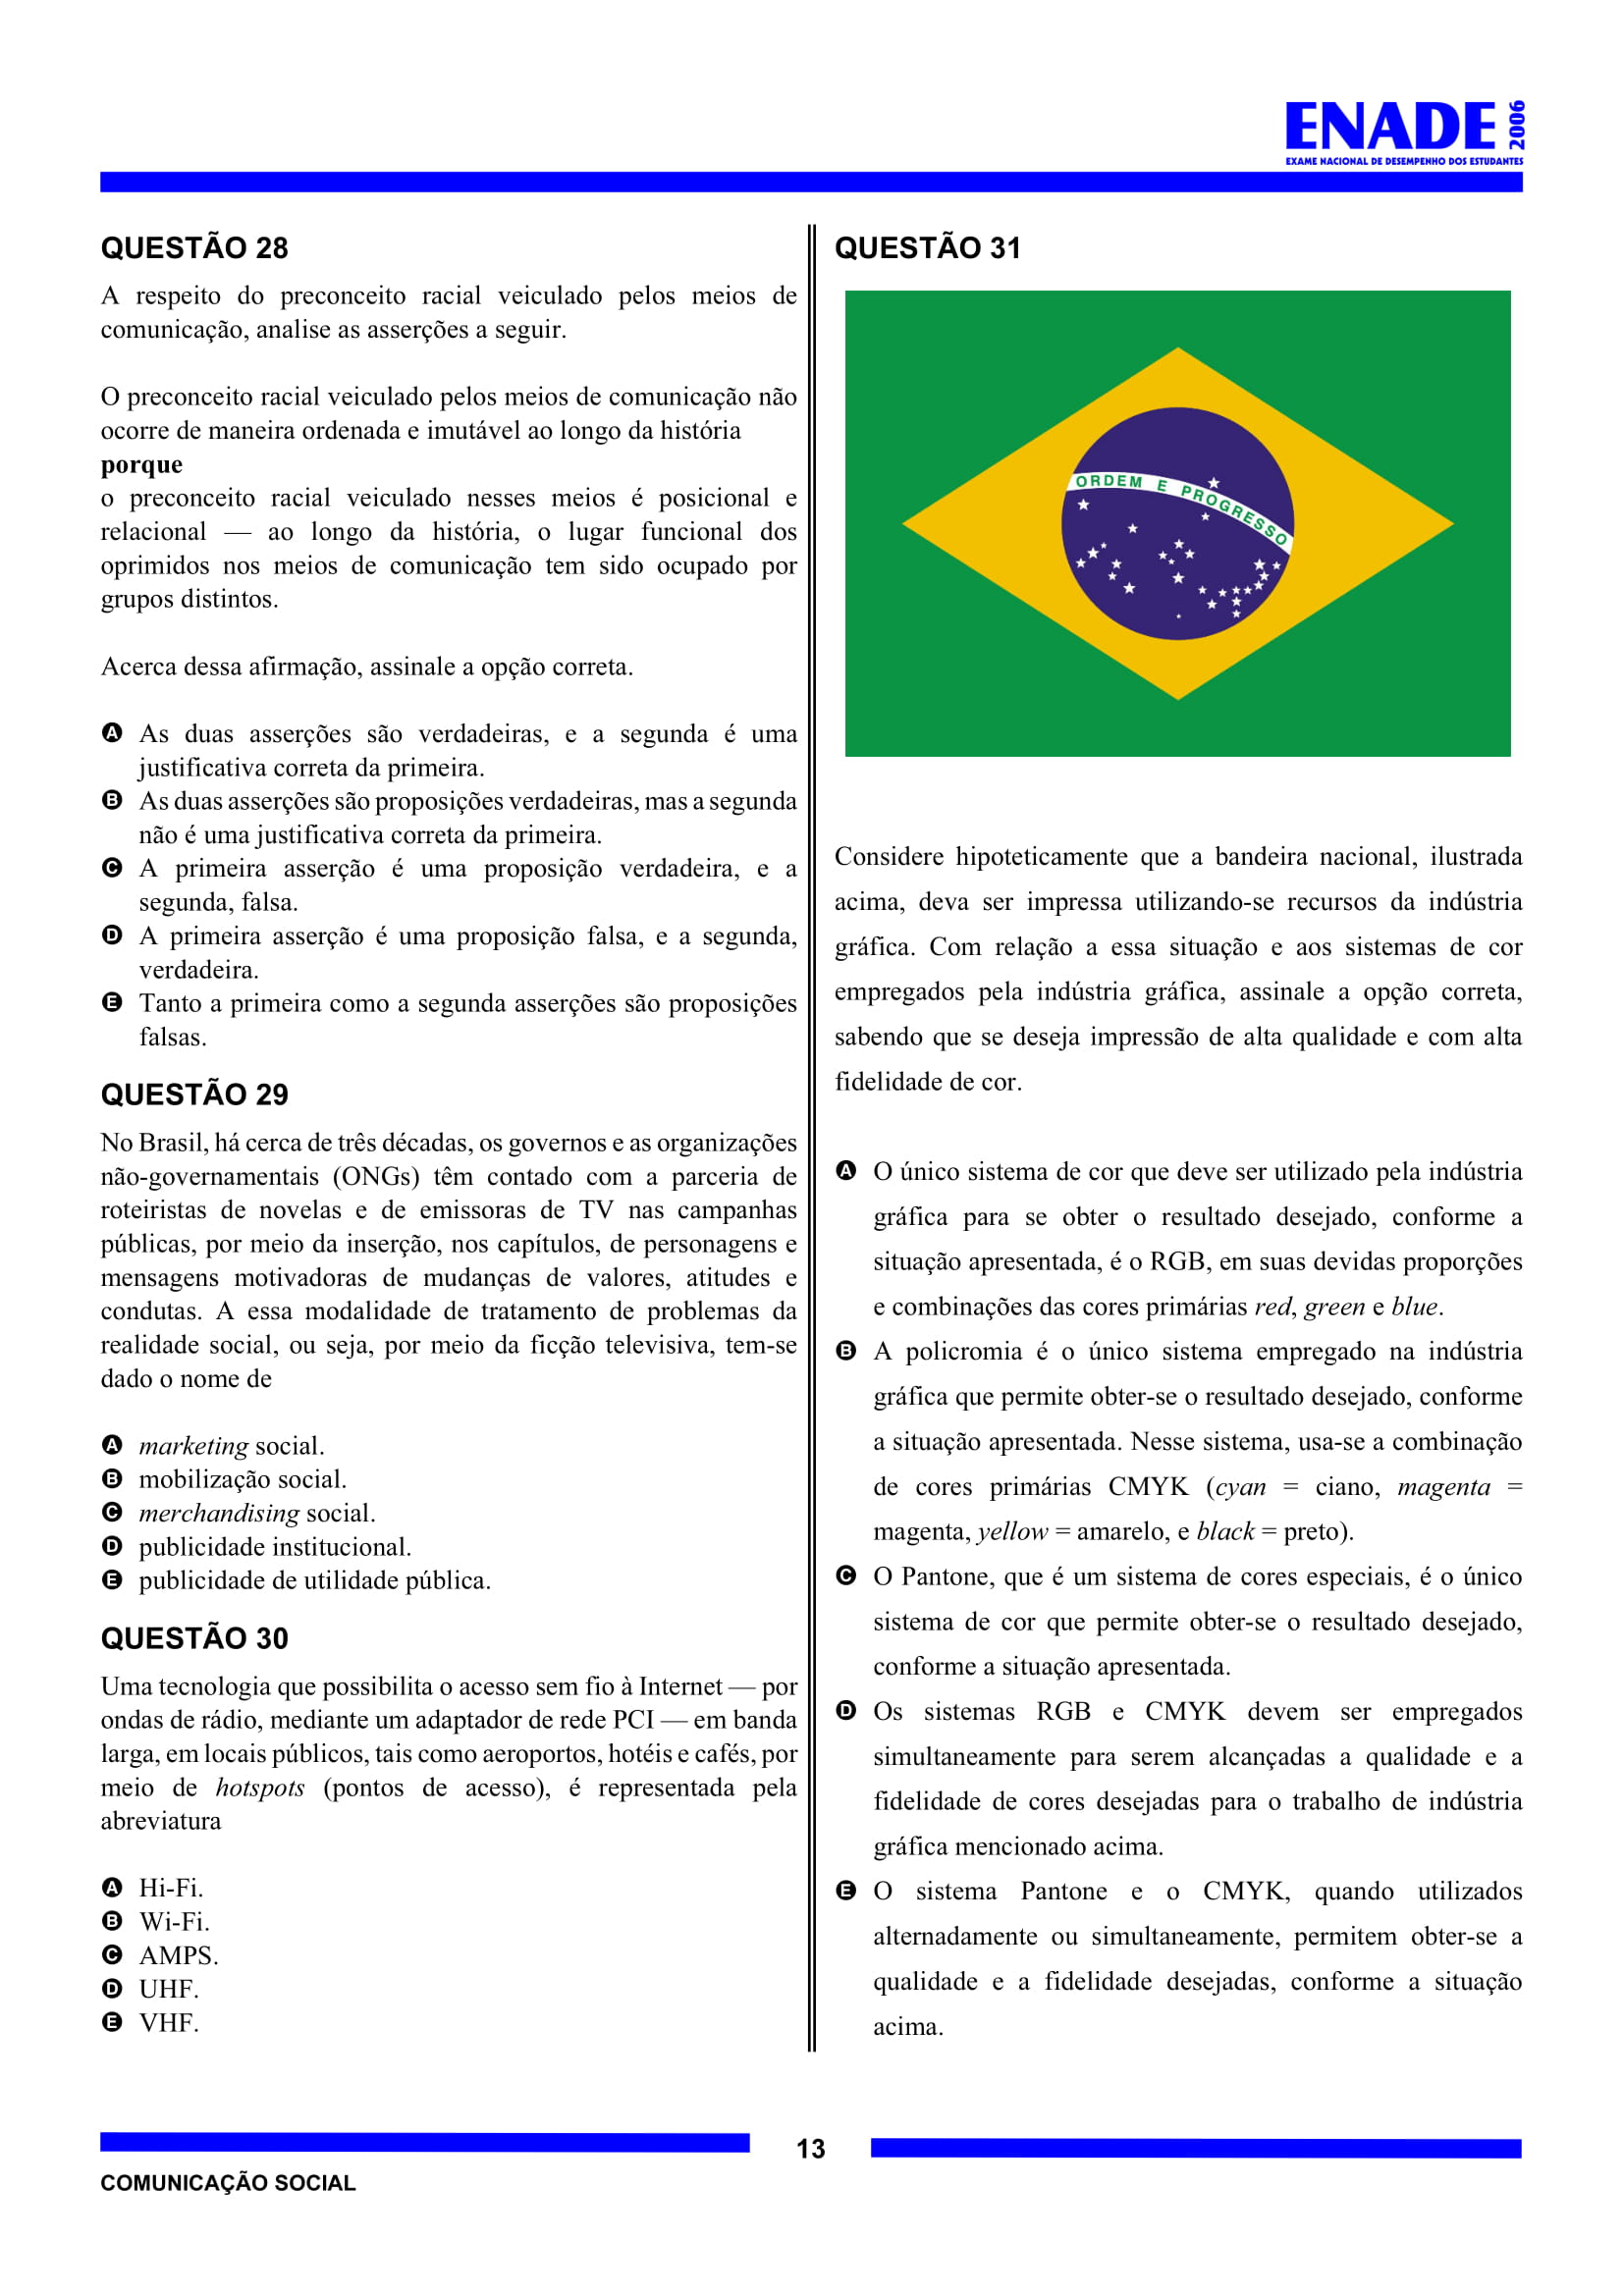 ENADE 2006
EXAME NACIONAL DE DESEMPENHO DOS ESTUDANTES
QUESTÃO 28
A respeito do preconceito racial veiculado pelos meios de
comunicação, analise as asserções a seguir.
O preconceito racial veiculado pelos meios de comunicação não
ocorre de maneira ordenada e imutável ao longo da história
porque
o preconceito racial veiculado nesses meios é posicional e
relacional — ao longo da história, o lugar funcional dos
oprimidos nos meios de comunicação tem sido ocupado por
grupos distintos.
Acerca dessa afirmação, assinale a opção correta.
A As duas asserções são verdadeiras, e a segunda é uma
justificativa correta da primeira.
B As duas asserções são proposições verdadeiras, mas a segunda
não é uma justificativa correta da primeira.
C A primeira asserção é uma proposição verdadeira, e a
segunda, falsa.
D A primeira asserção é uma proposição falsa, e a segunda,
verdadeira.
E Tanto a primeira como a segunda asserções são proposições
falsas.
QUESTÃO 29
No Brasil, há cerca de três décadas, os governos e as organizações
não-governamentais (ONGs) têm contado com a parceria de
roteiristas de novelas e de emissoras de TV nas campanhas
públicas, por meio da inserção, nos capítulos, de personagens e
mensagens motivadoras de mudanças de valores, atitudes e
condutas. A essa modalidade de tratamento de problemas da
realidade social, ou seja, por meio da ficção televisiva, tem-se
dado o nome de
A marketing social.
B mobilização social.
C merchandising social.
D publicidade institucional.
E publicidade de utilidade pública.
QUESTÃO 30
Uma tecnologia que possibilita o acesso sem fio à Internet — por
ondas de rádio, mediante um adaptador de rede PCI — em banda
larga, em locais públicos, tais como aeroportos, hotéis e cafés, por
meio de hotspots (pontos de acesso), é representada pela
abreviatura
A Hi-Fi.
B Wi-Fi.
C AMPS.
D UHF.
E VHF.
QUESTÃO 31
ORDEM E PROGRESSO
Considere hipoteticamente que a bandeira nacional, ilustrada
acima, deva ser impressa utilizando-se recursos da indústria
gráfica. Com relação a essa situação e aos sistemas de cor
empregados pela indústria gráfica, assinale a opção correta,
sabendo que se deseja impressão de alta qualidade e com alta
fidelidade de cor.
A O único sistema de cor que deve ser utilizado pela indústria
gráfica para se obter o resultado desejado, conforme a
situação apresentada, é o RGB, em suas devidas proporções
e combinações das cores primárias red, green e blue.
B A policromia é o único sistema empregado na indústria
gráfica que permite obter-se o resultado desejado, conforme
a situação apresentada. Nesse sistema, usa-se a combinação
de cores primárias CMYK (cyan = ciano, magenta =
magenta, yellow = amarelo, e black = preto).
C O Pantone, que é um sistema de cores especiais, é o único
sistema de cor que permite obter-se o resultado desejado,
conforme a situação apresentada.
D Os sistemas RGB e CMYK devem ser empregados
simultaneamente para serem alcançadas a qualidade e a
fidelidade de cores desejadas para o trabalho de indústria
gráfica mencionado acima.
E O sistema Pantone e o CMYK, quando utilizados
alternadamente ou simultaneamente, permitem obter-se a
qualidade e a fidelidade desejadas, conforme a situação
acima.
13
COMUNICAÇÃO SOCIAL